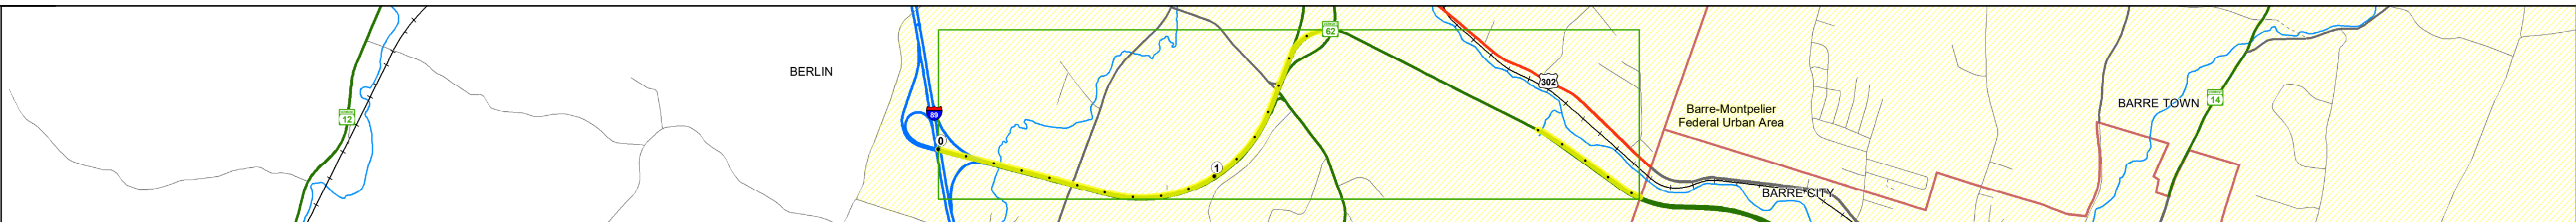 BERLIN
12
89
0
1
62
302
Barre-Montpelier
Federal Urban Area
BARRE CITY
BARRE TOWN
14